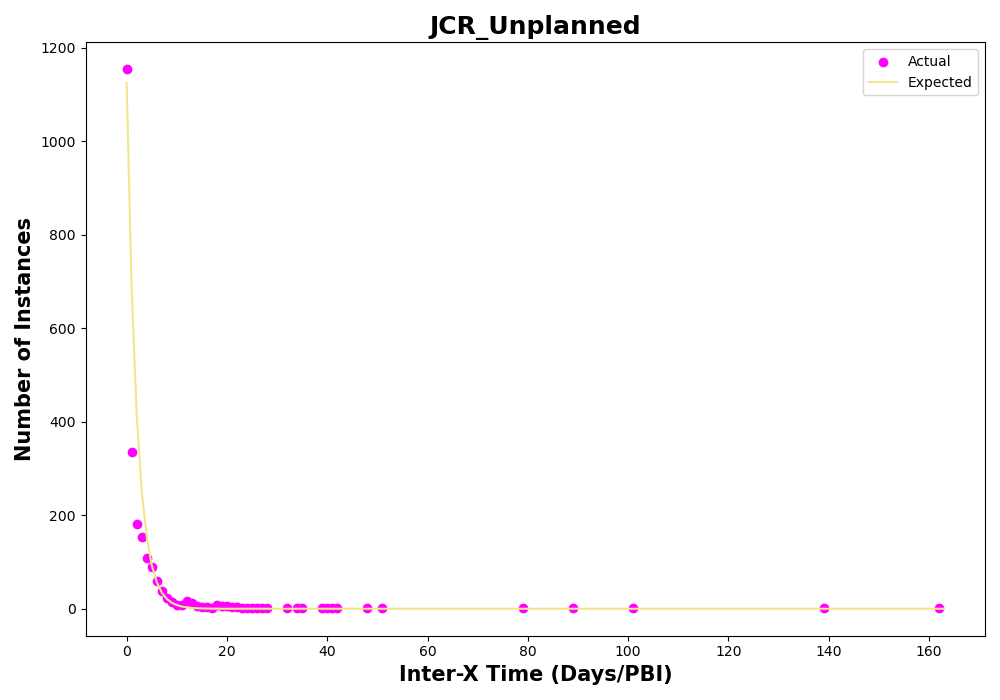 JCR_Unplanned
Actual
Expected
Number of Instances
1200
1000
800
600
400
200
0
0 20 40 60 80 100 120 140 160
Inter-X Time (Days/PBI)